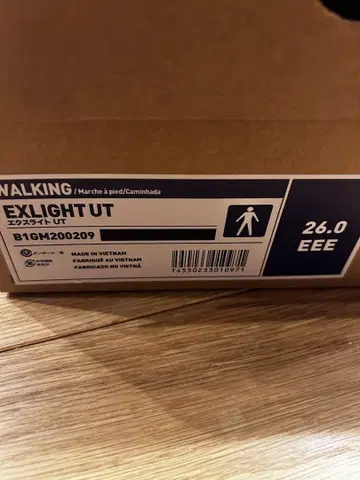 WALKING / Marche à pied/Caminhada
EXLIGHT UT
エクスライト UT
B1GM200209
MADE IN VIETNAM
FABRIQUÉ AU VIETNAM
FABRICADO NO VIETNÃ
26.0
EEE